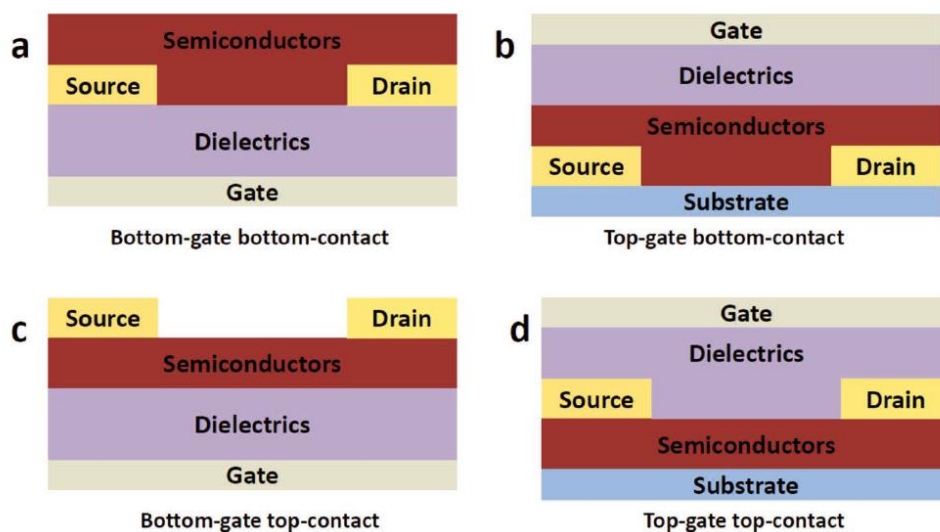 a
Semiconductors
Source
Drain
Dielectrics
Gate
Bottom-gate bottom-contact
b
Gate
Dielectrics
Semiconductors
Source
Drain
Substrate
Top-gate bottom-contact
c
Source
Drain
Semiconductors
Dielectrics
Gate
Bottom-gate top-contact
d
Gate
Dielectrics
Source
Drain
Semiconductors
Substrate
Top-gate top-contact